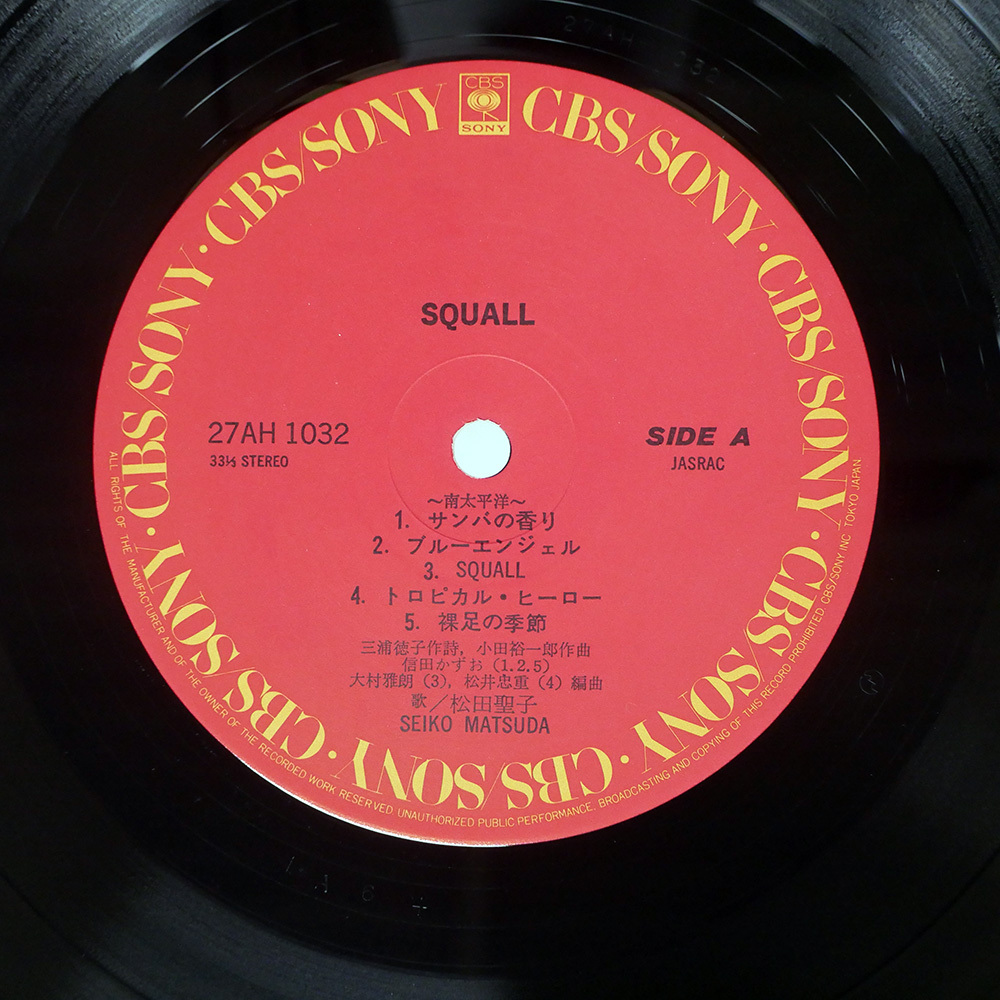 27AH 1032
CBS
SONY
CBS/SONY · CBS/SONY · CBS/SONY · CBS/SONY · CBS/SONY · CBS/SONY · CBS/SONY · CBS/SONY
SQUALL
27AH 1032
33⅓ STEREO
SIDE A
JASRAC
〜南太平洋〜
1. サンバの香り
2. ブルーエンジェル
3. SQUALL
4. トロピカル・ヒーロー
5. 裸足の季節
三浦徳子作詩, 小田裕一郎作曲
信田かずお (1.2.5)
大村雅朗 (3), 松井忠重 (4) 編曲
歌／松田聖子
SEIKO MATSUDA
ALL RIGHTS OF THE MANUFACTURER AND OF THE OWNER OF THE RECORDED WORK RESERVED. UNAUTHORIZED PUBLIC PERFORMANCE, BROADCASTING AND COPYING OF THIS RECORD PROHIBITED. CBS/SONY INC. TOKYO JAPAN